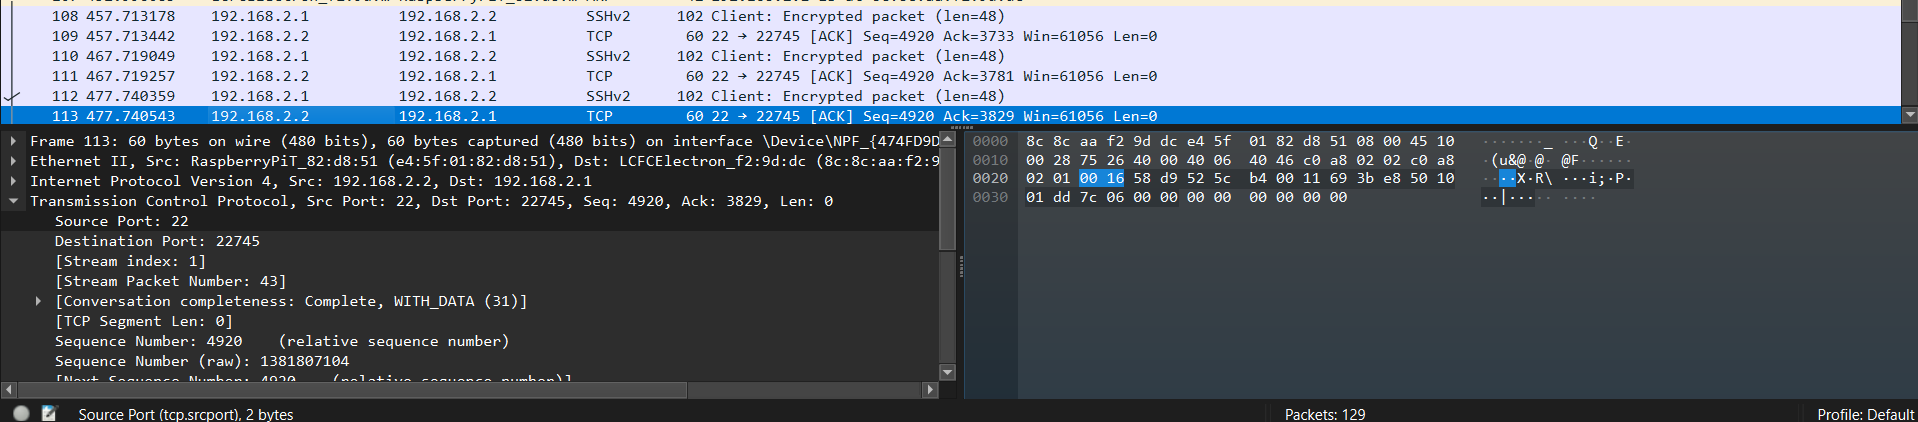 108 457.713178 192.168.2.1 192.168.2.2 SSHv2 102 Client: Encrypted packet (len=48)
109 457.713442 192.168.2.2 192.168.2.1 TCP 60 22 → 22745 [ACK] Seq=4920 Ack=3733 Win=61056 Len=0
110 467.719049 192.168.2.1 192.168.2.2 SSHv2 102 Client: Encrypted packet (len=48)
111 467.719257 192.168.2.2 192.168.2.1 TCP 60 22 → 22745 [ACK] Seq=4920 Ack=3781 Win=61056 Len=0
112 477.740359 192.168.2.1 192.168.2.2 SSHv2 102 Client: Encrypted packet (len=48)
113 477.740543 192.168.2.2 192.168.2.1 TCP 60 22 → 22745 [ACK] Seq=4920 Ack=3829 Win=61056 Len=0
Frame 113: 60 bytes on wire (480 bits), 60 bytes captured (480 bits) on interface \Device\NPF_{474FD9D
Ethernet II, Src: RaspberryPiT_82:d8:51 (e4:5f:01:82:d8:51), Dst: LCFCElectron_f2:9d:dc (8c:8c:aa:f2:9
Internet Protocol Version 4, Src: 192.168.2.2, Dst: 192.168.2.1
Transmission Control Protocol, Src Port: 22, Dst Port: 22745, Seq: 4920, Ack: 3829, Len: 0
Source Port: 22
Destination Port: 22745
[Stream index: 1]
[Stream Packet Number: 43]
[Conversation completeness: Complete, WITH_DATA (31)]
[TCP Segment Len: 0]
Sequence Number: 4920 (relative sequence number)
Sequence Number (raw): 1381807104
[Next Sequence Number: 4920 (relative sequence number)]
0000 8c 8c aa f2 9d dc e4 5f 01 82 d8 51 08 00 45 10 ·······_ ···Q··E·
0010 00 28 75 26 40 00 40 06 40 46 c0 a8 02 02 c0 a8 ·(u&@·@· @F······
0020 02 01 00 16 58 d9 52 5c b4 00 11 69 3b e8 50 10 ····X·R\ ···i;·P·
0030 01 dd 7c 06 00 00 00 00 00 00 00 00 ··|····· ····
Source Port (tcp.srcport), 2 bytes
Packets: 129
Profile: Default